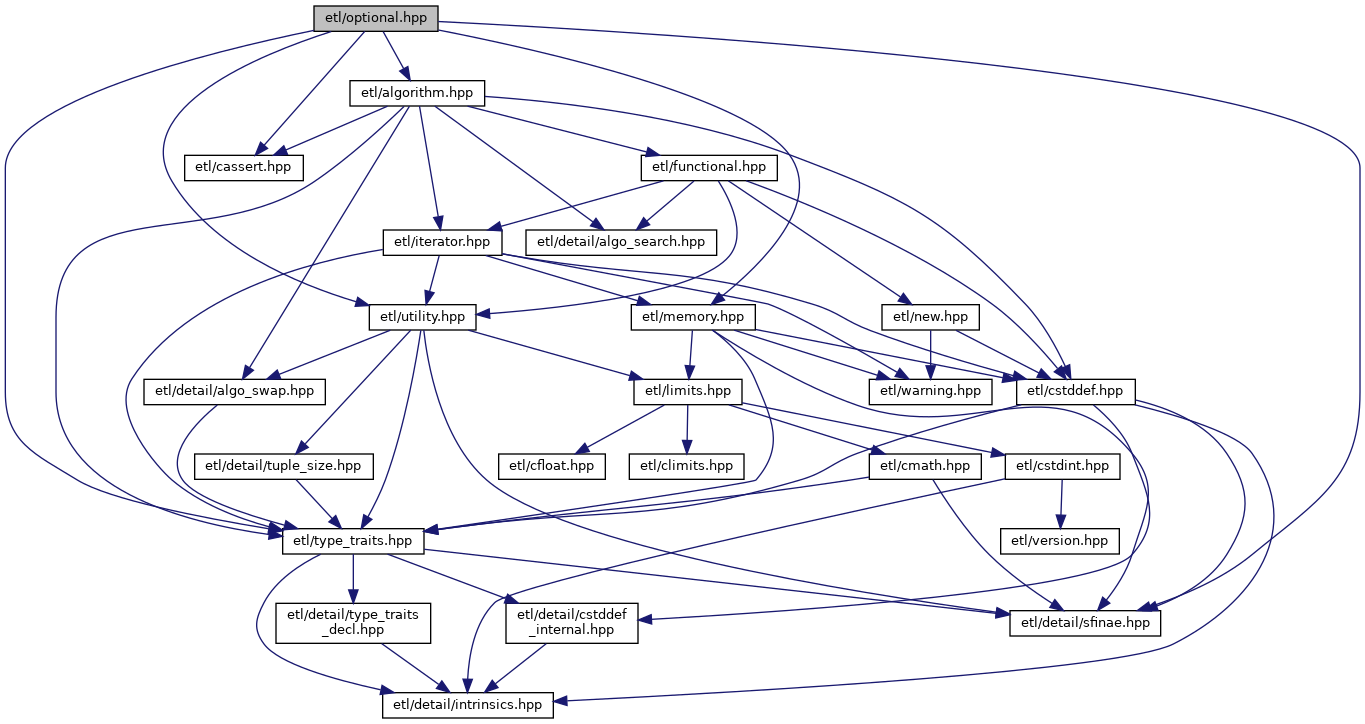 etl/optional.hpp
etl/algorithm.hpp
etl/cassert.hpp
etl/functional.hpp
etl/iterator.hpp
etl/detail/algo_search.hpp
etl/utility.hpp
etl/memory.hpp
etl/new.hpp
etl/detail/algo_swap.hpp
etl/limits.hpp
etl/warning.hpp
etl/cstddef.hpp
etl/detail/tuple_size.hpp
etl/cfloat.hpp
etl/climits.hpp
etl/cmath.hpp
etl/cstdint.hpp
etl/type_traits.hpp
etl/version.hpp
etl/detail/type_traits
_decl.hpp
etl/detail/cstddef
_internal.hpp
etl/detail/sfinae.hpp
etl/detail/intrinsics.hpp